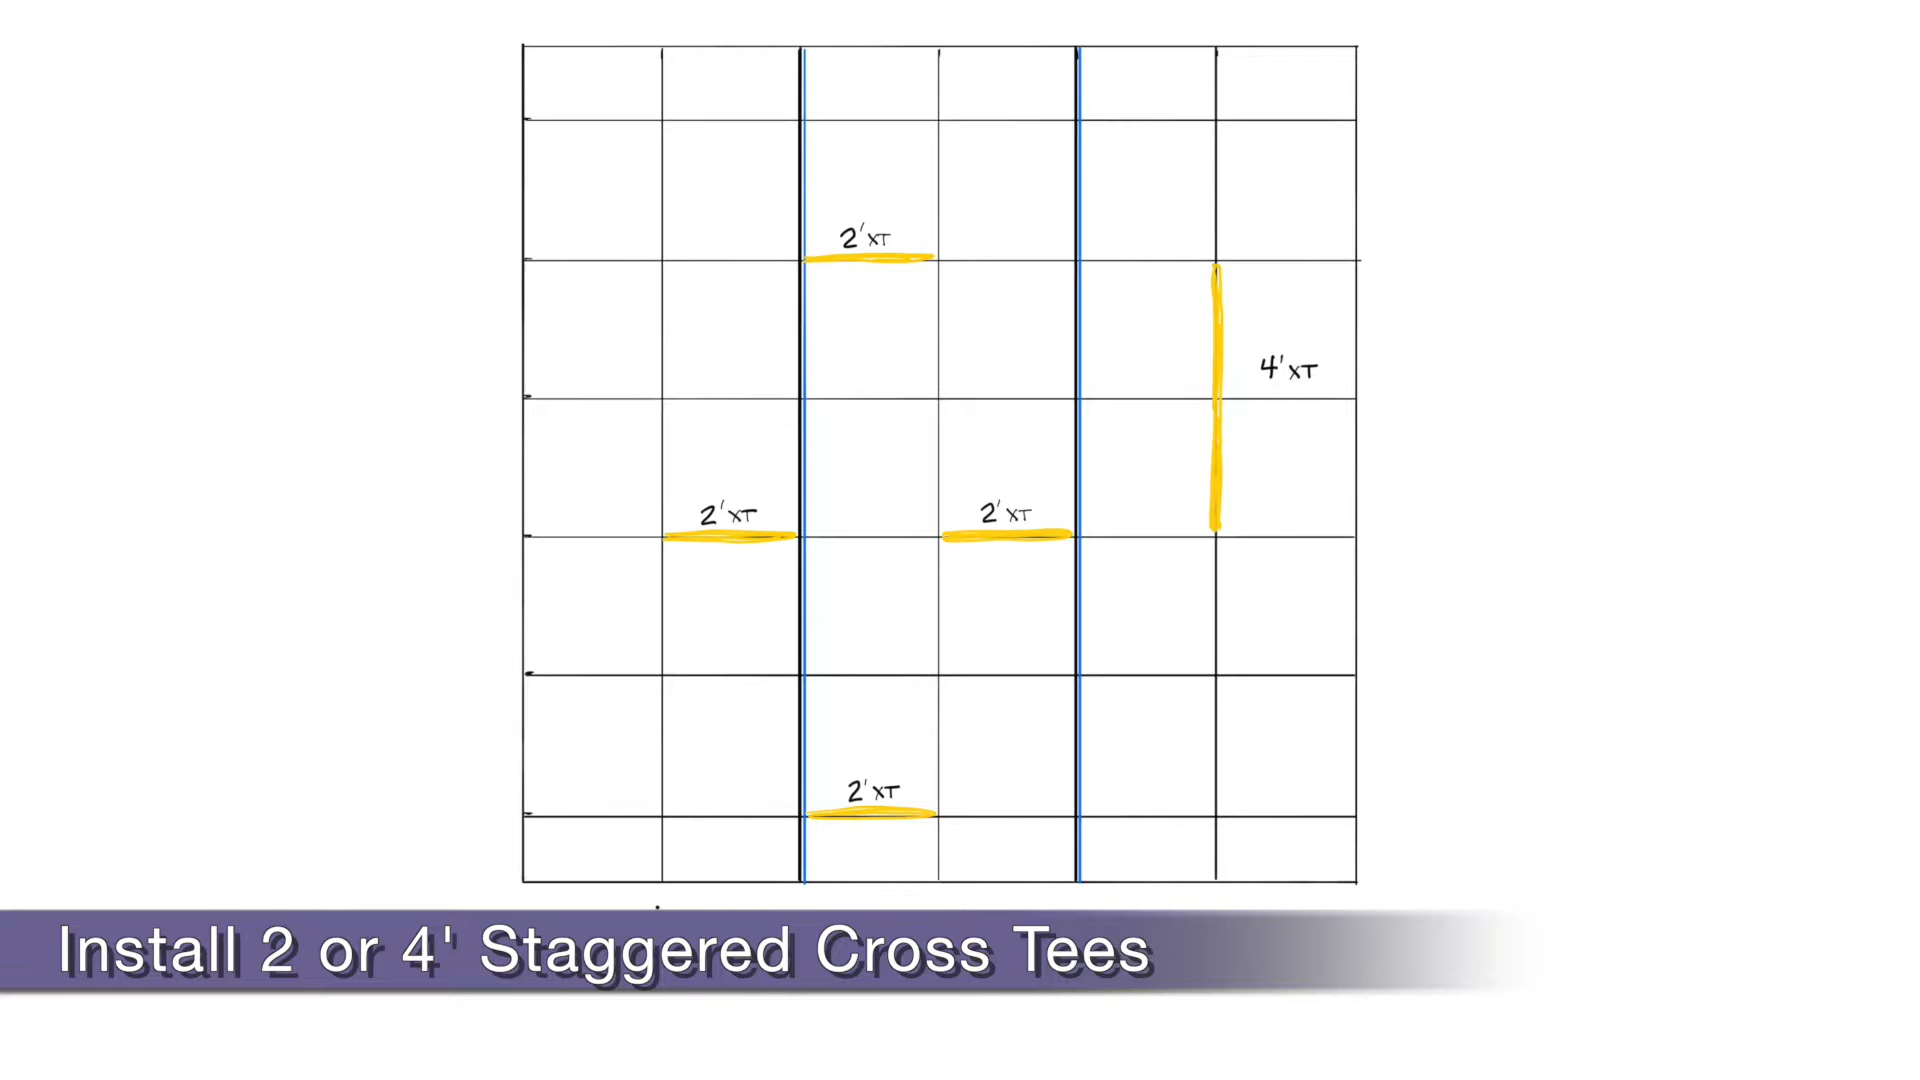 2'XT
4'XT
2'XT
2'XT
2'XT
Install 2 or 4' Staggered Cross Tees